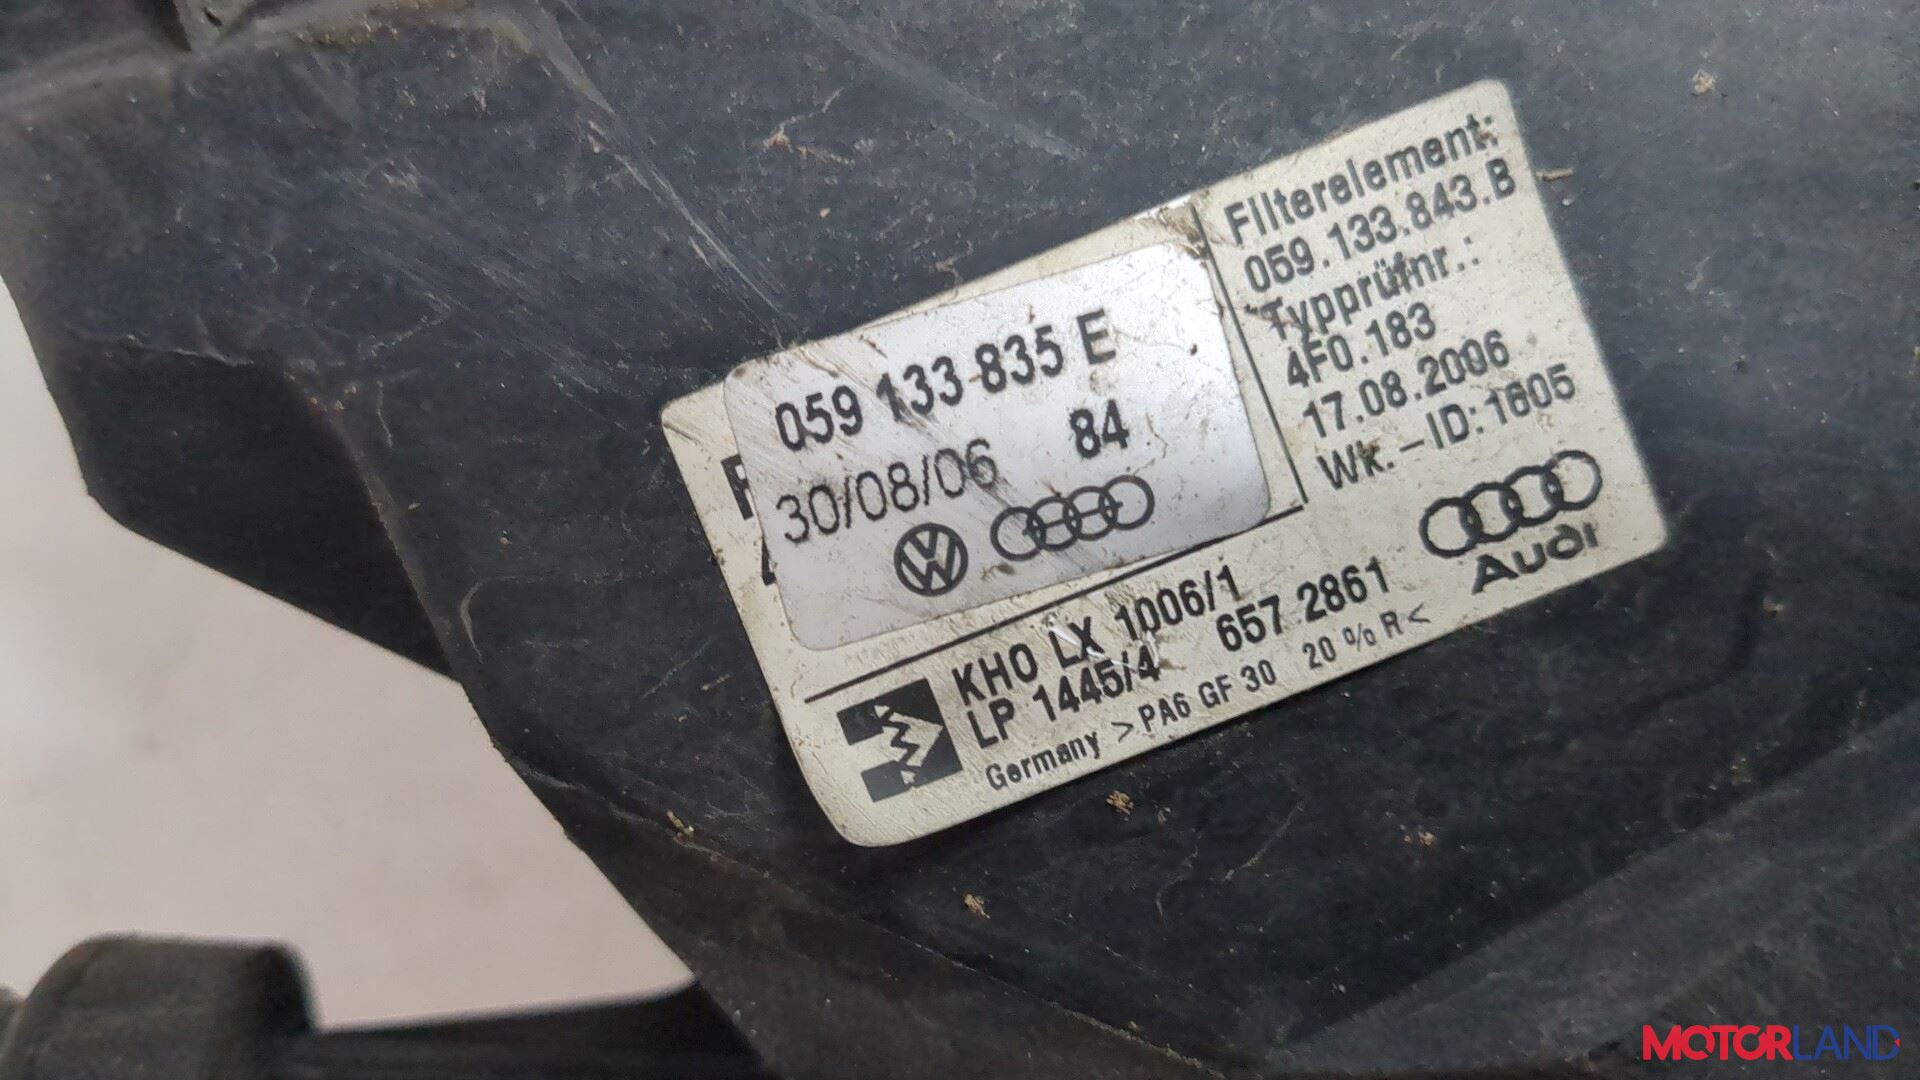 059 133 835 E
30/08/06 84
Filterelement:
059.133.843.B
Typprüfnr.:
4F0.183
17.08.2006
Wk.-ID:1605
KHO LX 1006/1
LP 1445/4 657 2861
Germany >PA6 GF 30 20 % R<
Audi
MOTORLAND